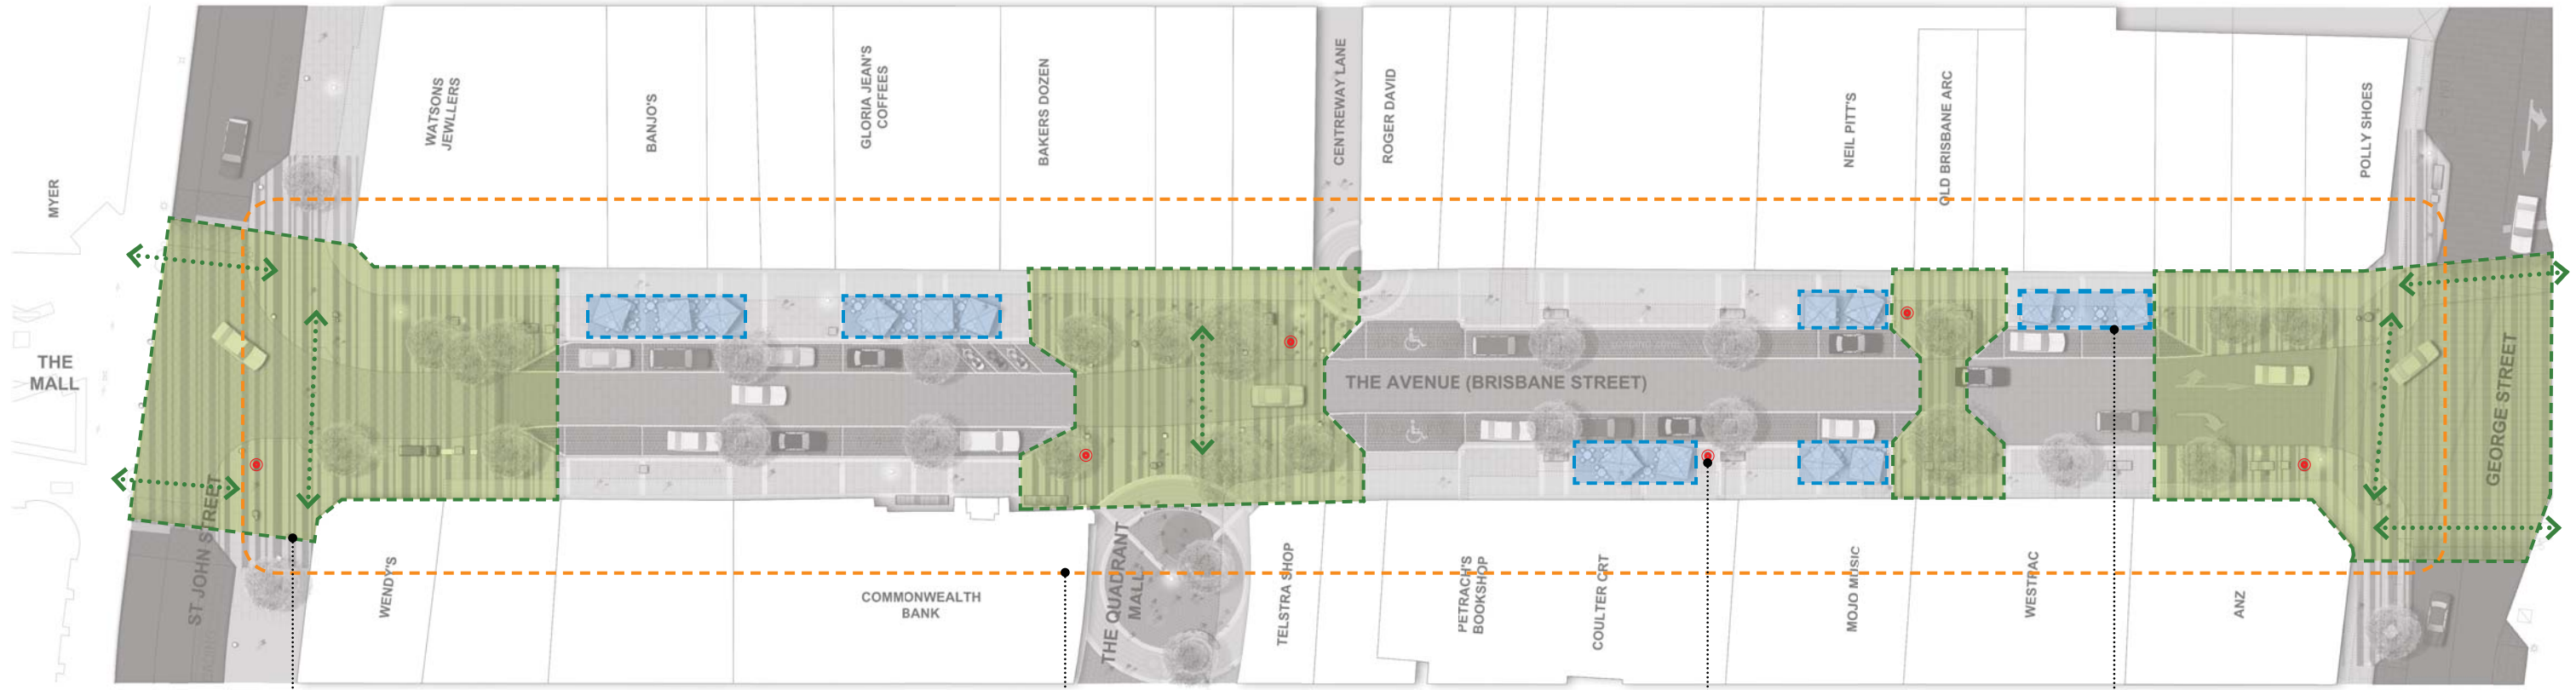 MYER
THE
MALL
WATSONS
JEWLLERS
BANJO'S
GLORIA JEAN'S
COFFEES
BAKERS DOZEN
CENTREWAY LANE
ROGER DAVID
NEIL PITT'S
OLD BRISBANE ARC
POLLY SHOES
THE AVENUE (BRISBANE STREET)
GEORGE STREET
ST JOHN STREET
WENDY'S
COMMONWEALTH
BANK
THE QUADRANT
MALL
TELSTRA SHOP
PETRACH'S
BOOKSHOP
COULTER CRT
MOJO MUSIC
WESTPAC
ANZ